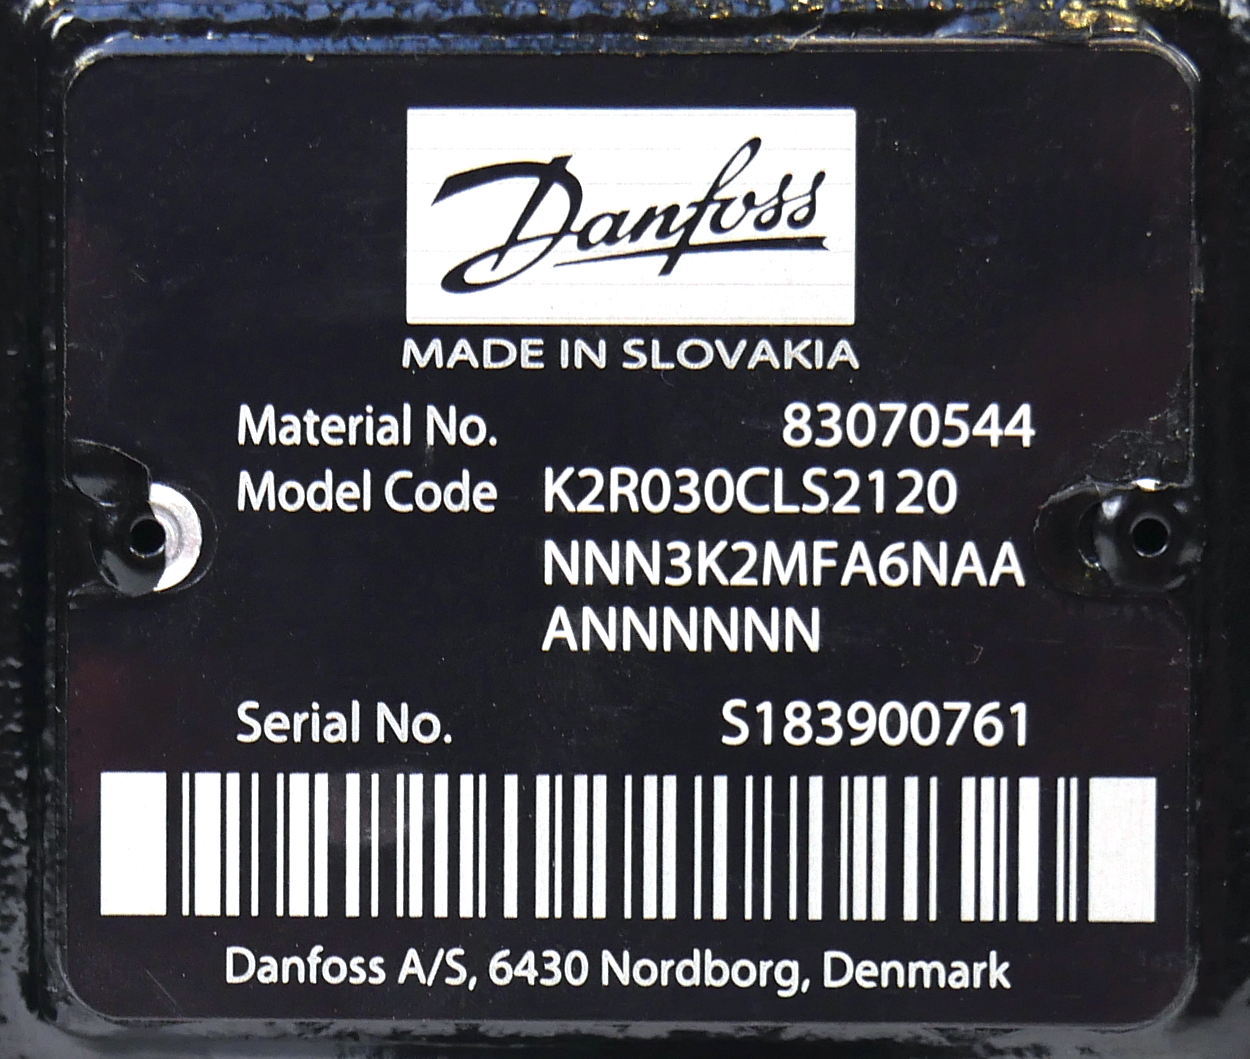 Danfoss
MADE IN SLOVAKIA
Material No. 83070544
Model Code K2R030CLS2120
NNN3K2MFA6NAA
ANNNNNN
Serial No. S183900761
Danfoss A/S, 6430 Nordborg, Denmark